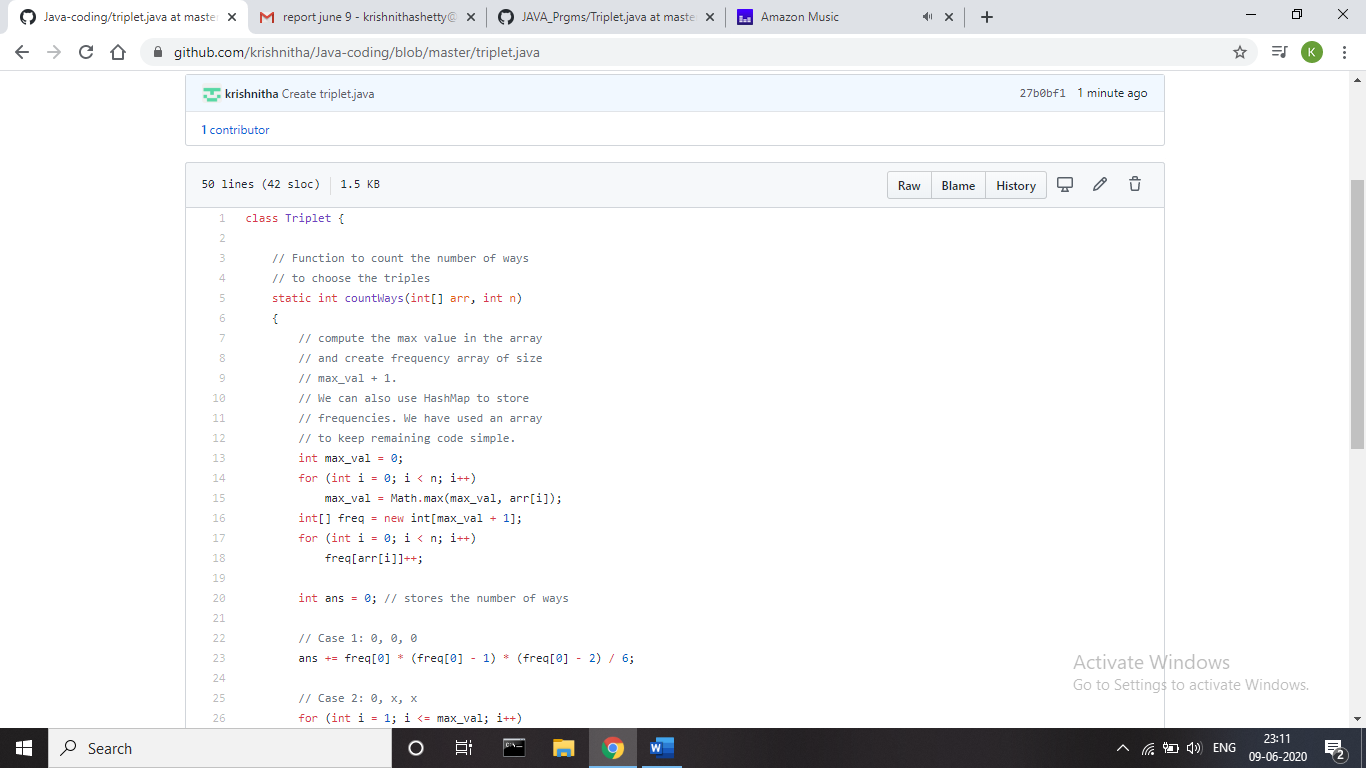 Java-coding/triplet.java at master
report june 9 - krishnithashetty@
JAVA_Prgms/Triplet.java at maste
Amazon Music
github.com/krishnitha/Java-coding/blob/master/triplet.java
K
krishnitha Create triplet.java
27b0bf1 1 minute ago
1 contributor
50 lines (42 sloc) 1.5 KB
Raw Blame History
1 class Triplet {
2
3 // Function to count the number of ways
4 // to choose the triples
5 static int countWays(int[] arr, int n)
6 {
7 // compute the max value in the array
8 // and create frequency array of size
9 // max_val + 1.
10 // We can also use HashMap to store
11 // frequencies. We have used an array
12 // to keep remaining code simple.
13 int max_val = 0;
14 for (int i = 0; i < n; i++)
15 max_val = Math.max(max_val, arr[i]);
16 int[] freq = new int[max_val + 1];
17 for (int i = 0; i < n; i++)
18 freq[arr[i]]++;
19
20 int ans = 0; // stores the number of ways
21
22 // Case 1: 0, 0, 0
23 ans += freq[0] * (freq[0] - 1) * (freq[0] - 2) / 6;
24
25 // Case 2: 0, x, x
26 for (int i = 1; i <= max_val; i++)
Activate Windows
Go to Settings to activate Windows.
Search
W
ENG
23:11
09-06-2020
2